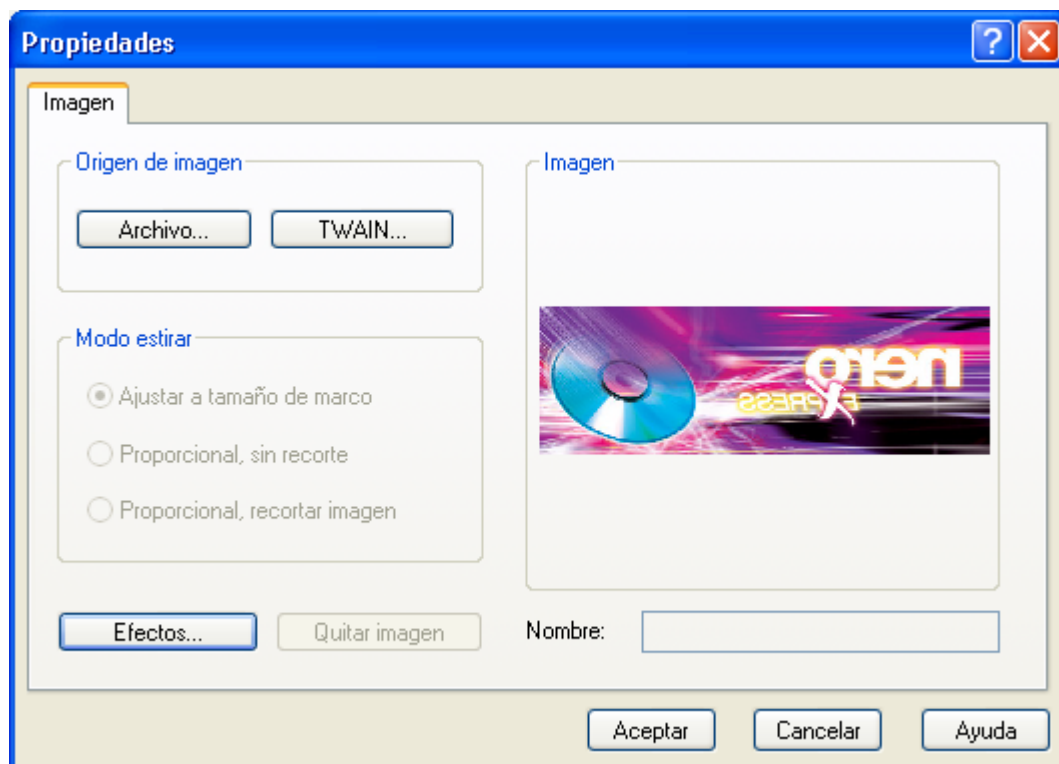 Propiedades
Imagen
Origen de imagen
Archivo...
TWAIN...
Modo estirar
Ajustar a tamaño de marco
Proporcional, sin recorte
Proporcional, recortar imagen
Efectos...
Quitar imagen
Imagen
nero
EXPRESS
Nombre:
Aceptar
Cancelar
Ayuda